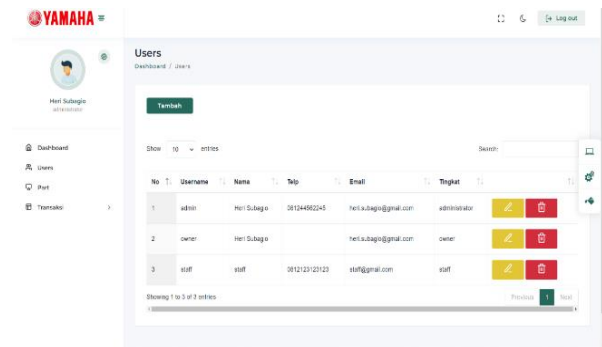 YAMAHA
Log out
Heri Subagio
administrator
Dashboard
Users
Part
Transaksi
Users
Dashboard / Users
Tambah
Show 10 entries
Search:
No Username Nama Telp Email Tingkat
1 admin Heri Subagio 081244562245 heri.subagio@gmail.com administrator
2 owner Heri Subagio heri.subagio@gmail.com owner
3 staff staff 0812123123123 staff@gmail.com staff
Showing 1 to 3 of 3 entries
Previous 1 Next